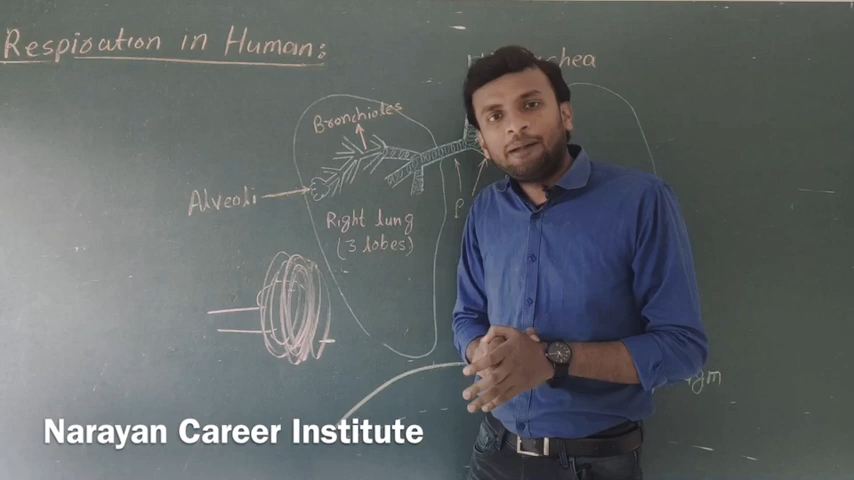 Respiration in Human:
Bronchioles
Alveoli
Right lung
(3 lobes)
P
Narayan Career Institute